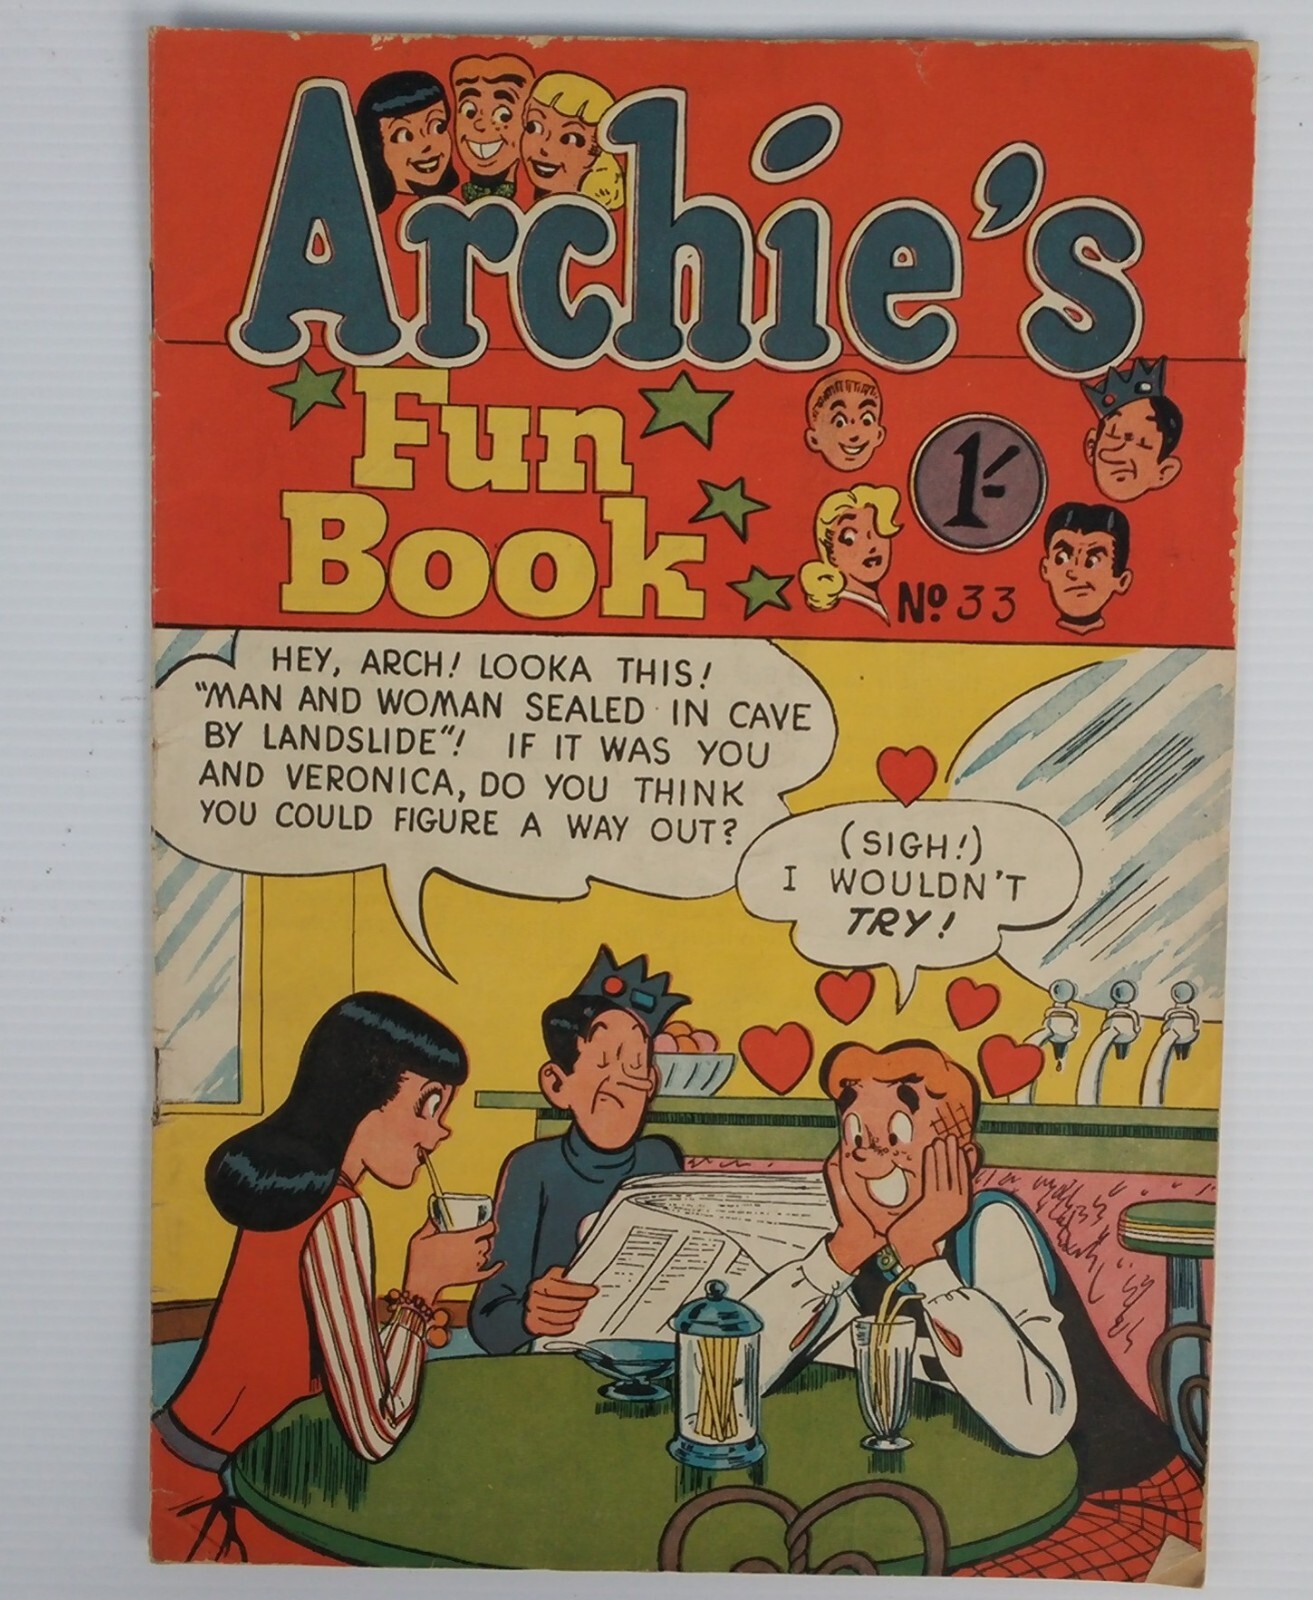 Archie's
Fun
Book
1/-
No 33
HEY, ARCH! LOOKA THIS!
"MAN AND WOMAN SEALED IN CAVE
BY LANDSLIDE"! IF IT WAS YOU
AND VERONICA, DO YOU THINK
YOU COULD FIGURE A WAY OUT?
(SIGH!)
I WOULDN'T
TRY!